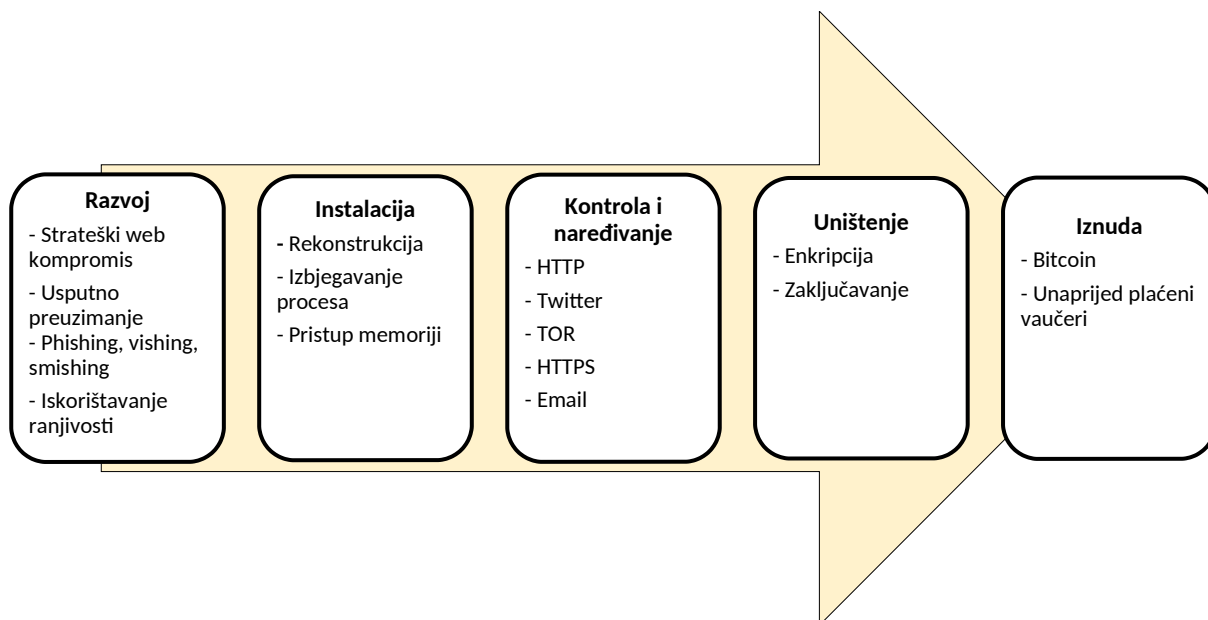 Razvoj
- Strateški web
kompromis
- Usputno
preuzimanje
- Phishing, vishing,
smishing
- Iskorištavanje
ranjivosti
Instalacija
- Rekonstrukcija
- Izbjegavanje
procesa
- Pristup memoriji
Kontrola i
naređivanje
- HTTP
- Twitter
- TOR
- HTTPS
- Email
Uništenje
- Enkripcija
- Zaključavanje
Iznuda
- Bitcoin
- Unaprijed plaćeni
vaučeri